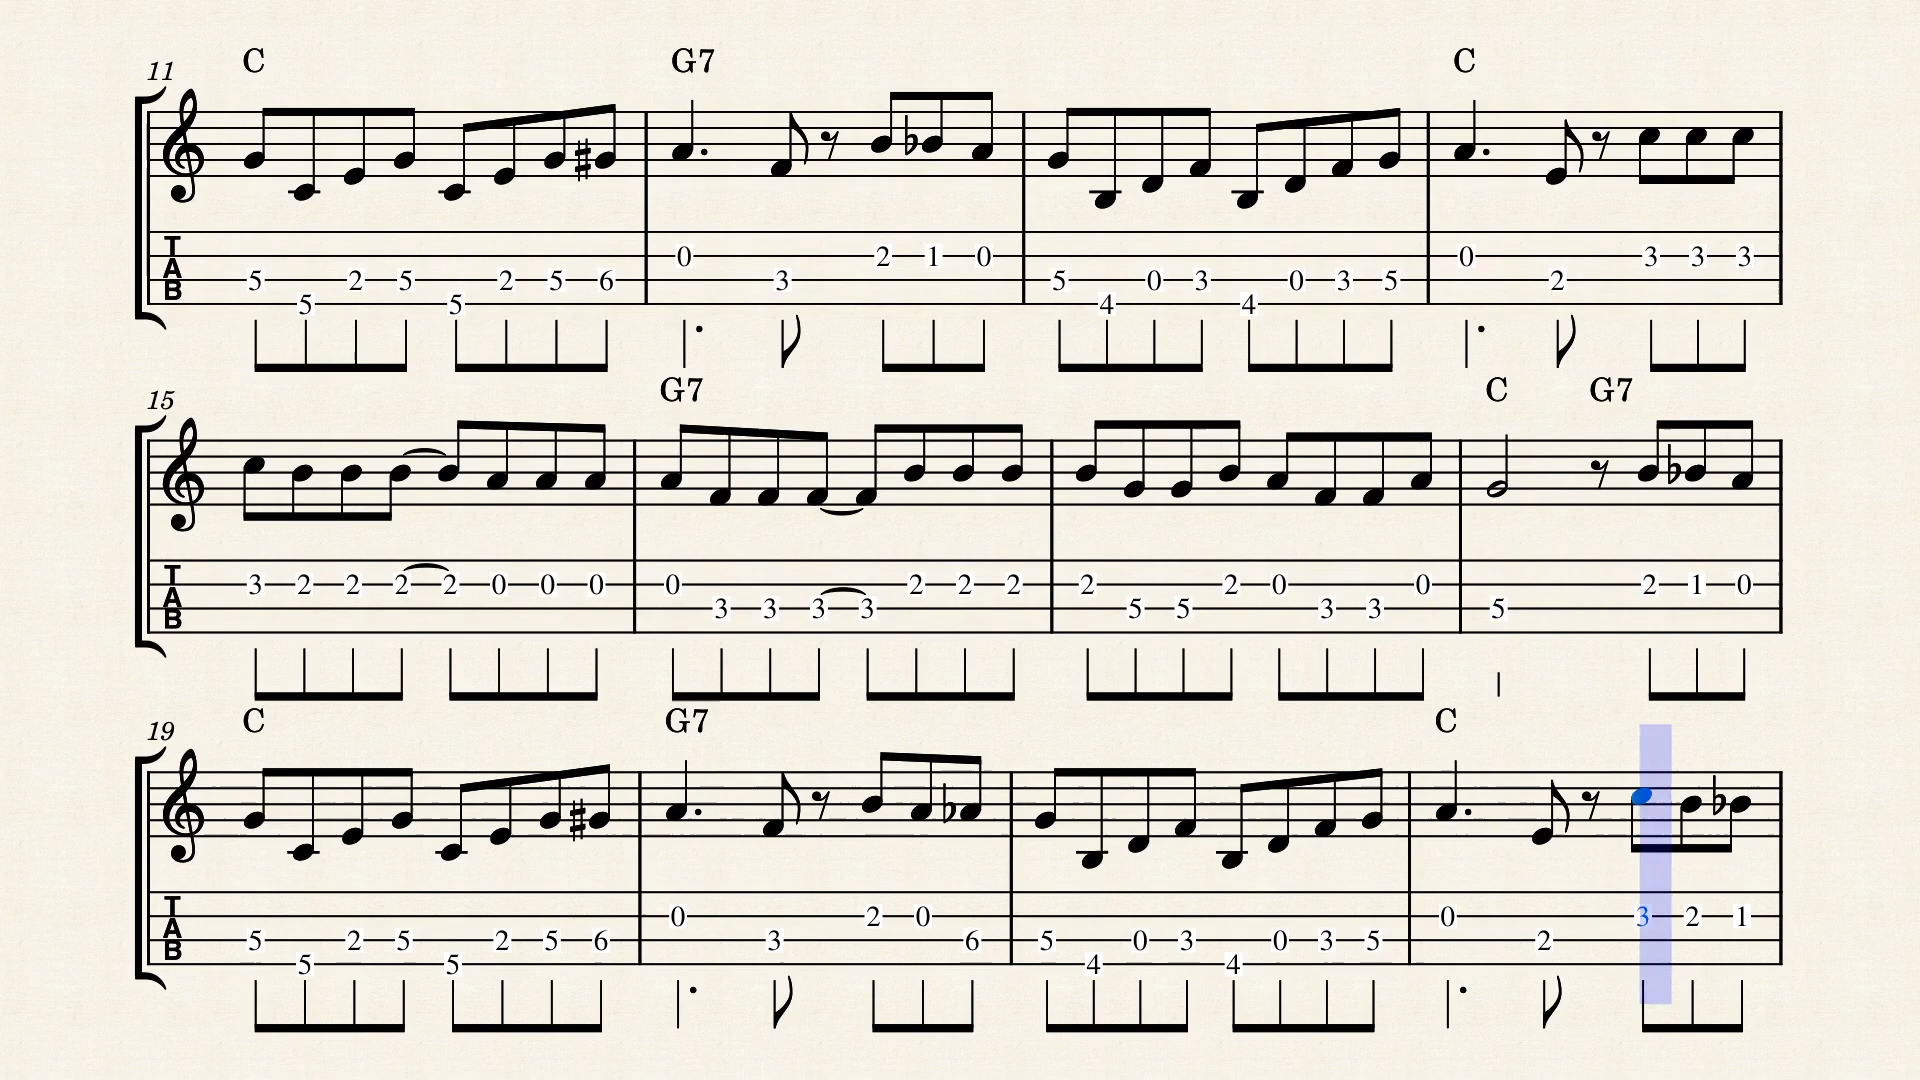 11 C G7 C
T A B 5 5 2 5 5 2 5 6 0 3 2 1 0 5 4 0 3 4 0 3 5 0 2 3 3 3
15 G7 C G7
T A B 3 2 2 2 2 0 0 0 0 3 3 3 3 2 2 2 2 5 5 2 0 3 3 0 5 2 1 0
19 C G7 C
T A B 5 5 2 5 5 2 5 6 0 3 2 0 6 5 4 0 3 4 0 3 5 0 2 3 2 1